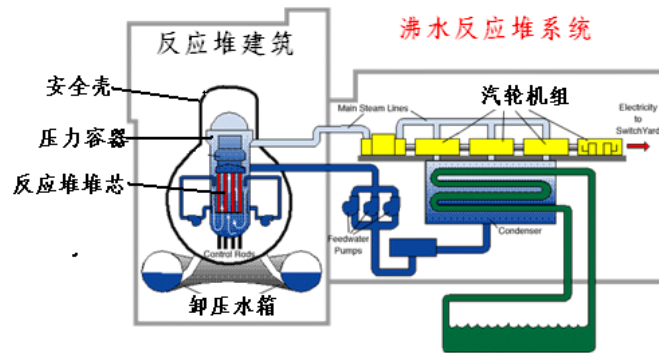 沸水反应堆系统
反应堆建筑
安全壳
压力容器
反应堆堆芯
Main Steam Lines
汽轮机组
Electricity
to
SwitchYard
Feedwater
Pumps
Condenser
Control Rods
卸压水箱